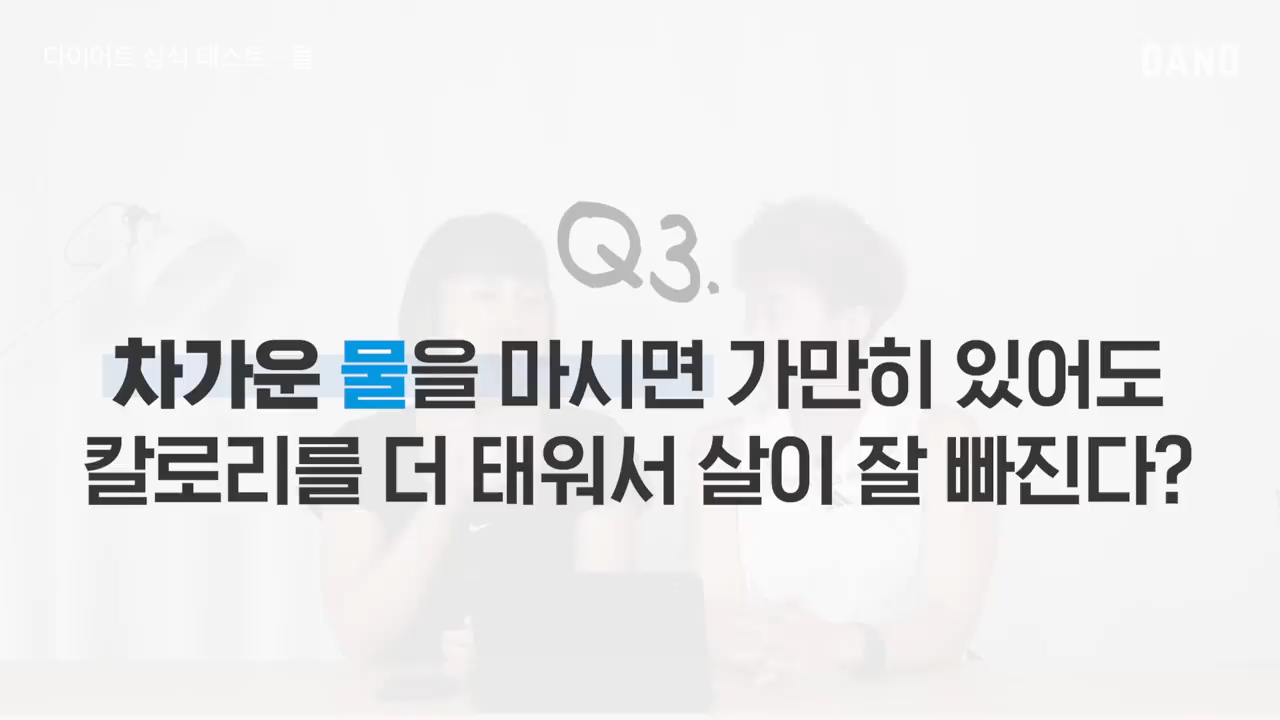 다이어트 상식 테스트 - 물
DANO
Q3.
차가운 물을 마시면 가만히 있어도
칼로리를 더 태워서 살이 잘 빠진다?